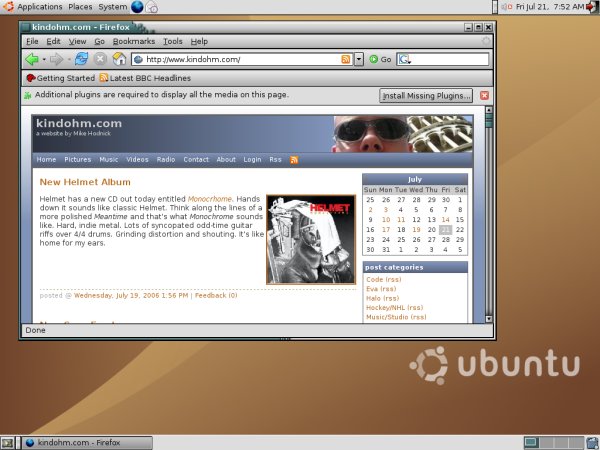 Applications Places System
Fri Jul 21, 7:52 AM
kindohm.com - Firefox
File Edit View Go Bookmarks Tools Help
http://www.kindohm.com/
Go
Getting Started Latest BBC Headlines
Additional plugins are required to display all the media on this page.
Install Missing Plugins...
kindohm.com
a website by Mike Hodnick
Home Pictures Music Videos Radio Contact About Login Rss
New Helmet Album
Helmet has a new CD out today entitled Monocrhome. Hands
down it sounds like classic Helmet. Think along the lines of
a more polished Meantime and that's what Monochrome sounds
like. Hard, indie metal. Lots of syncopated odd-time guitar
riffs over 4/4 drums. Grinding distortion and shouting. It's like
home for my ears.
HELMET
posted @ Wednesday, July 19, 2006 1:56 PM | Feedback (0)
July
Sun Mon Tue Wed Thu Fri Sat
25 26 27 28 29 30 1
2 3 4 5 6 7 8
9 10 11 12 13 14 15
16 17 18 19 20 21 22
23 24 25 26 27 28 29
30 31 1 2 3 4 5
post categories
Code (rss)
Eva (rss)
Halo (rss)
Hockey/NHL (rss)
Music/Studio (rss)
Done
ubuntu
kindohm.com - Firefox